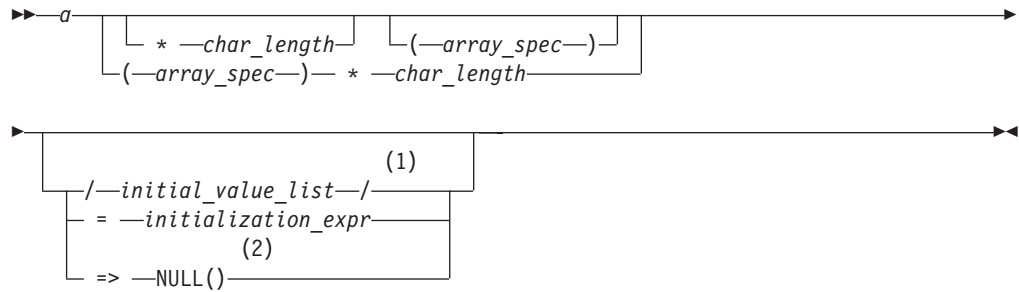 a
* char_length (array_spec)
(array_spec) * char_length
(1)
/initial_value_list/
= initialization_expr
(2)
=> NULL()